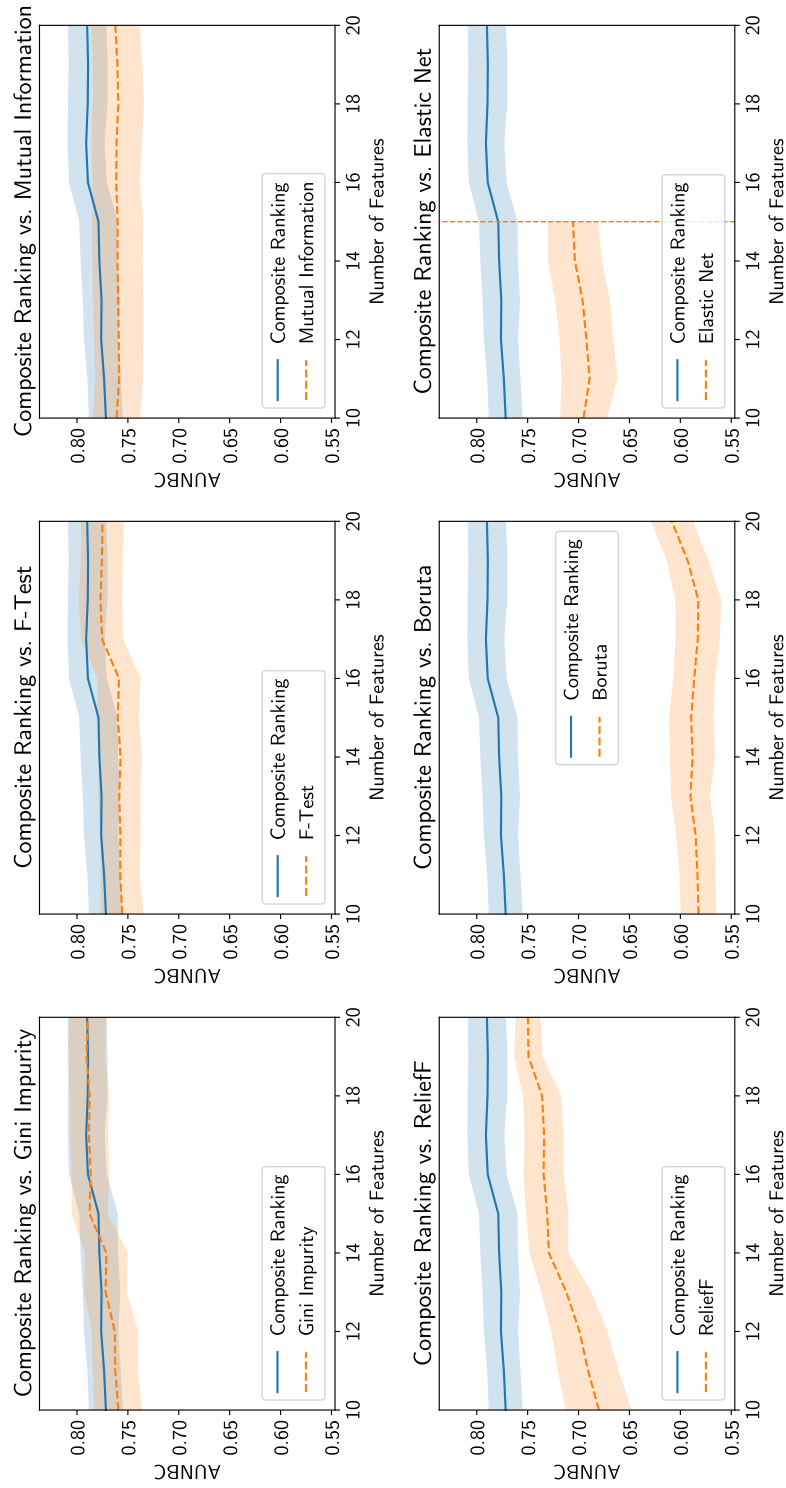 Composite Ranking vs. Gini Impurity
AUNBC
0.80
0.75
0.70
0.65
0.60
0.55
Composite Ranking
Gini Impurity
10 12 14 16 18 20
Number of Features
Composite Ranking vs. F-Test
AUNBC
0.80
0.75
0.70
0.65
0.60
0.55
Composite Ranking
F-Test
10 12 14 16 18 20
Number of Features
Composite Ranking vs. Mutual Information
AUNBC
0.80
0.75
0.70
0.65
0.60
0.55
Composite Ranking
Mutual Information
10 12 14 16 18 20
Number of Features
Composite Ranking vs. ReliefF
AUNBC
0.80
0.75
0.70
0.65
0.60
0.55
Composite Ranking
ReliefF
10 12 14 16 18 20
Number of Features
Composite Ranking vs. Boruta
AUNBC
0.80
0.75
0.70
0.65
0.60
0.55
Composite Ranking
Boruta
10 12 14 16 18 20
Number of Features
Composite Ranking vs. Elastic Net
AUNBC
0.80
0.75
0.70
0.65
0.60
0.55
Composite Ranking
Elastic Net
10 12 14 16 18 20
Number of Features